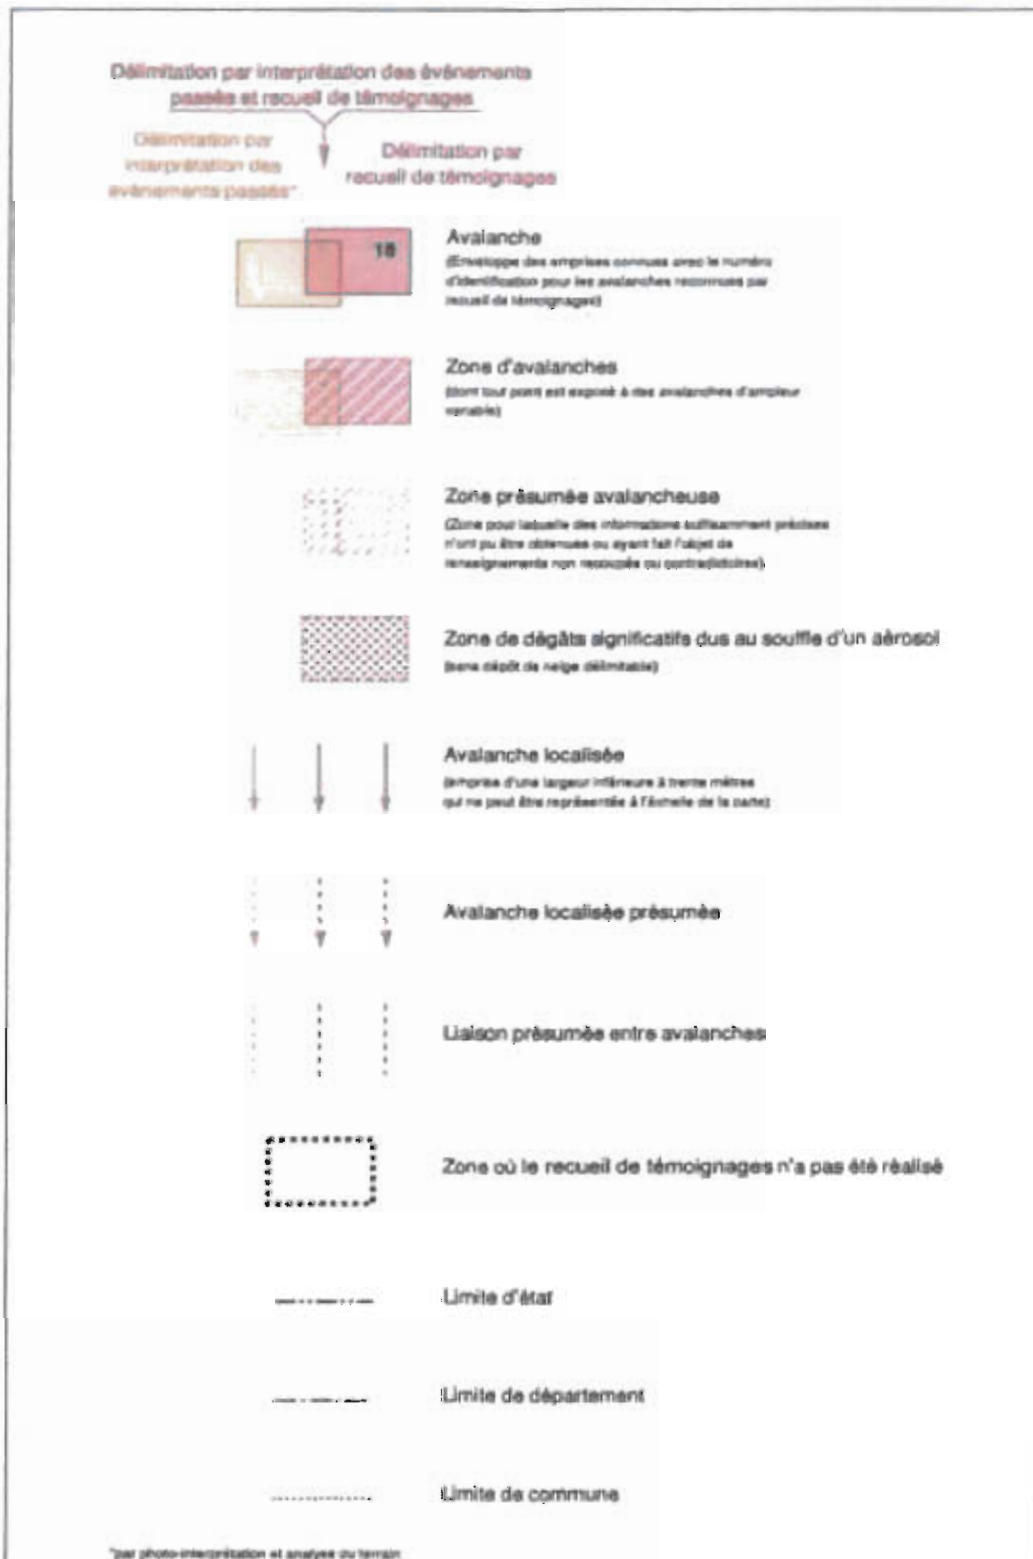 Délimitation par interprétation des événements
passés et recueil de témoignages
Délimitation par
interprétation des
événements passés*
Délimitation par
recueil de témoignages
18
Avalanche
(Enveloppe des emprises connues avec le numéro
d'identification pour les avalanches reconnues par
recueil de témoignages)
Zone d'avalanches
(dont tout point est exposé à des avalanches d'ampleur
variable)
Zone présumée avalancheuse
(Zone pour laquelle des informations suffisamment précises
n'ont pu être obtenues ou ayant fait l'objet de
renseignements non recoupés ou contradictoires)
Zone de dégâts significatifs dus au souffle d'un aérosol
(sans dépôt de neige délimitable)
Avalanche localisée
(emprise d'une largeur inférieure à trente mètres
qui ne peut être représentée à l'échelle de la carte)
Avalanche localisée présumée
Liaison présumée entre avalanches
Zone où le recueil de témoignages n'a pas été réalisé
Limite d'état
Limite de département
Limite de commune
*par photo-interprétation et analyse du terrain